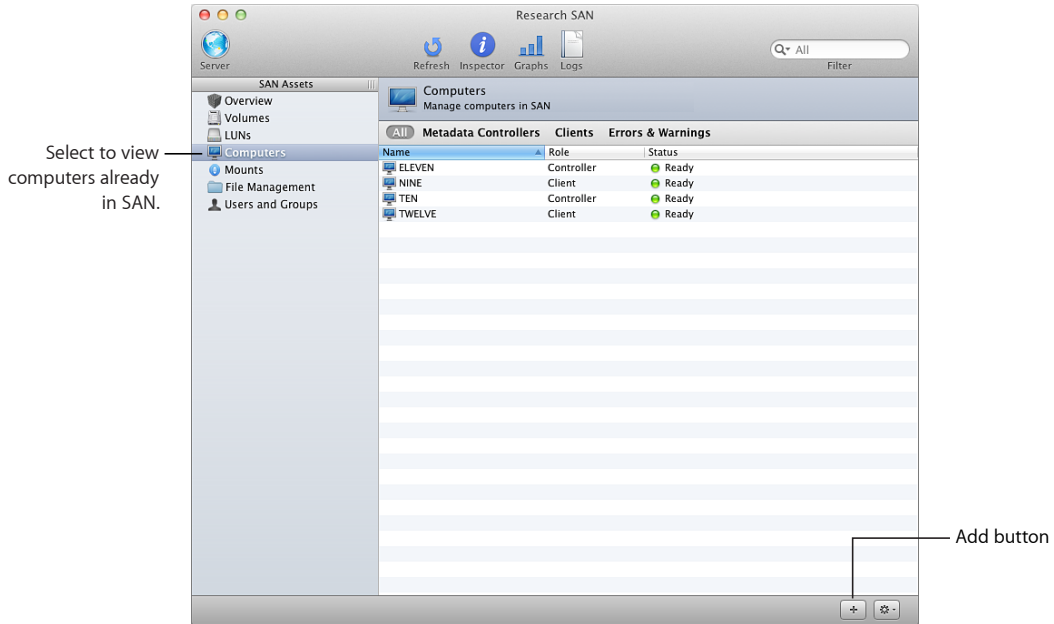 Research SAN
Server
Refresh Inspector Graphs Logs
All
Filter
SAN Assets
Overview
Volumes
LUNs
Computers
Mounts
File Management
Users and Groups
Select to view
computers already
in SAN.
Computers
Manage computers in SAN
All Metadata Controllers Clients Errors & Warnings
Name Role Status
ELEVEN Controller Ready
NINE Client Ready
TEN Controller Ready
TWELVE Client Ready
Add button